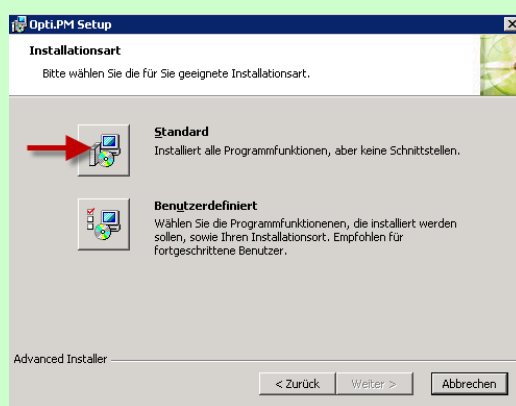 Opti.PM Setup
Installationsart
Bitte wählen Sie die für Sie geeignete Installationsart.
Standard
Installiert alle Programmfunktionen, aber keine Schnittstellen.
Benutzerdefiniert
Wählen Sie die Programmfunktionenen, die installiert werden
sollen, sowie Ihren Installationsort. Empfohlen für
fortgeschrittene Benutzer.
Advanced Installer
< Zurück
Weiter >
Abbrechen